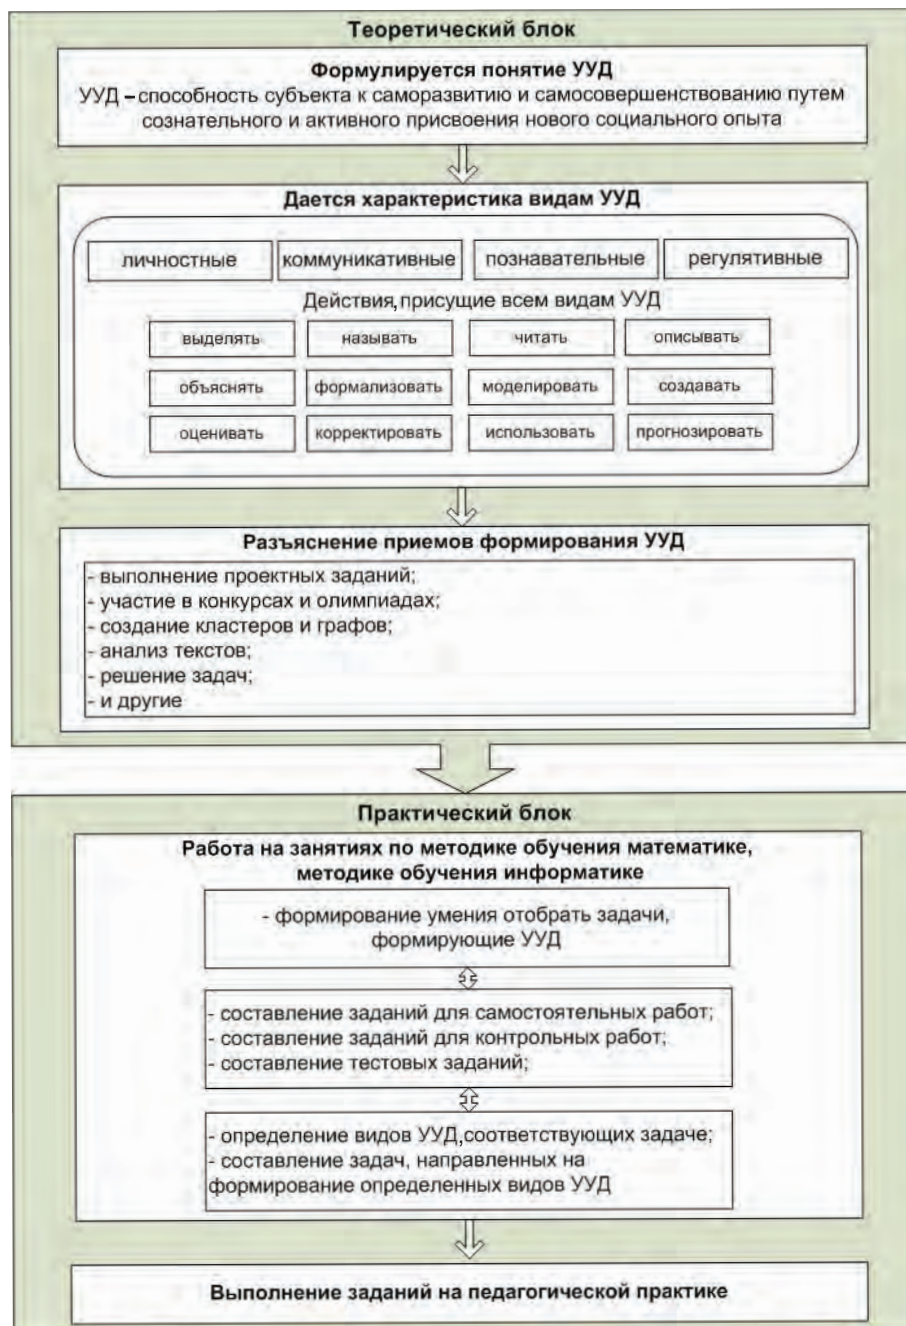 Теоретический блок
Формулируется понятие УУД
УУД – способность субъекта к саморазвитию и самосовершенствованию путем
сознательного и активного присвоения нового социального опыта
Дается характеристика видам УУД
личностные коммуникативные познавательные регулятивные
Действия, присущие всем видам УУД
выделять называть читать описывать
объяснять формализовать моделировать создавать
оценивать корректировать использовать прогнозировать
Разъяснение приемов формирования УУД
- выполнение проектных заданий;
- участие в конкурсах и олимпиадах;
- создание кластеров и графов;
- анализ текстов;
- решение задач;
- и другие
Практический блок
Работа на занятиях по методике обучения математике,
методике обучения информатике
- формирование умения отобрать задачи,
формирующие УУД
- составление заданий для самостоятельных работ;
- составление заданий для контрольных работ;
- составление тестовых заданий;
- определение видов УУД,соответствующих задаче;
- составление задач, направленных на
формирование определенных видов УУД
Выполнение заданий на педагогической практике